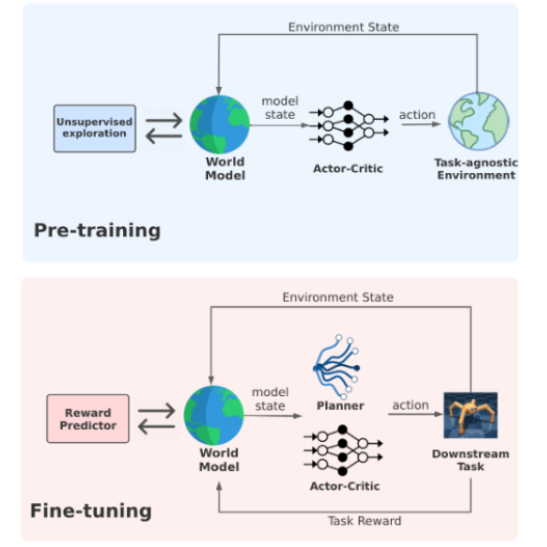 Environment State
Unsupervised
exploration
World
Model
model
state
Actor-Critic
action
Task-agnostic
Environment
Pre-training
Environment State
Reward
Predictor
World
Model
model
state
Planner
Actor-Critic
action
Downstream
Task
Task Reward
Fine-tuning